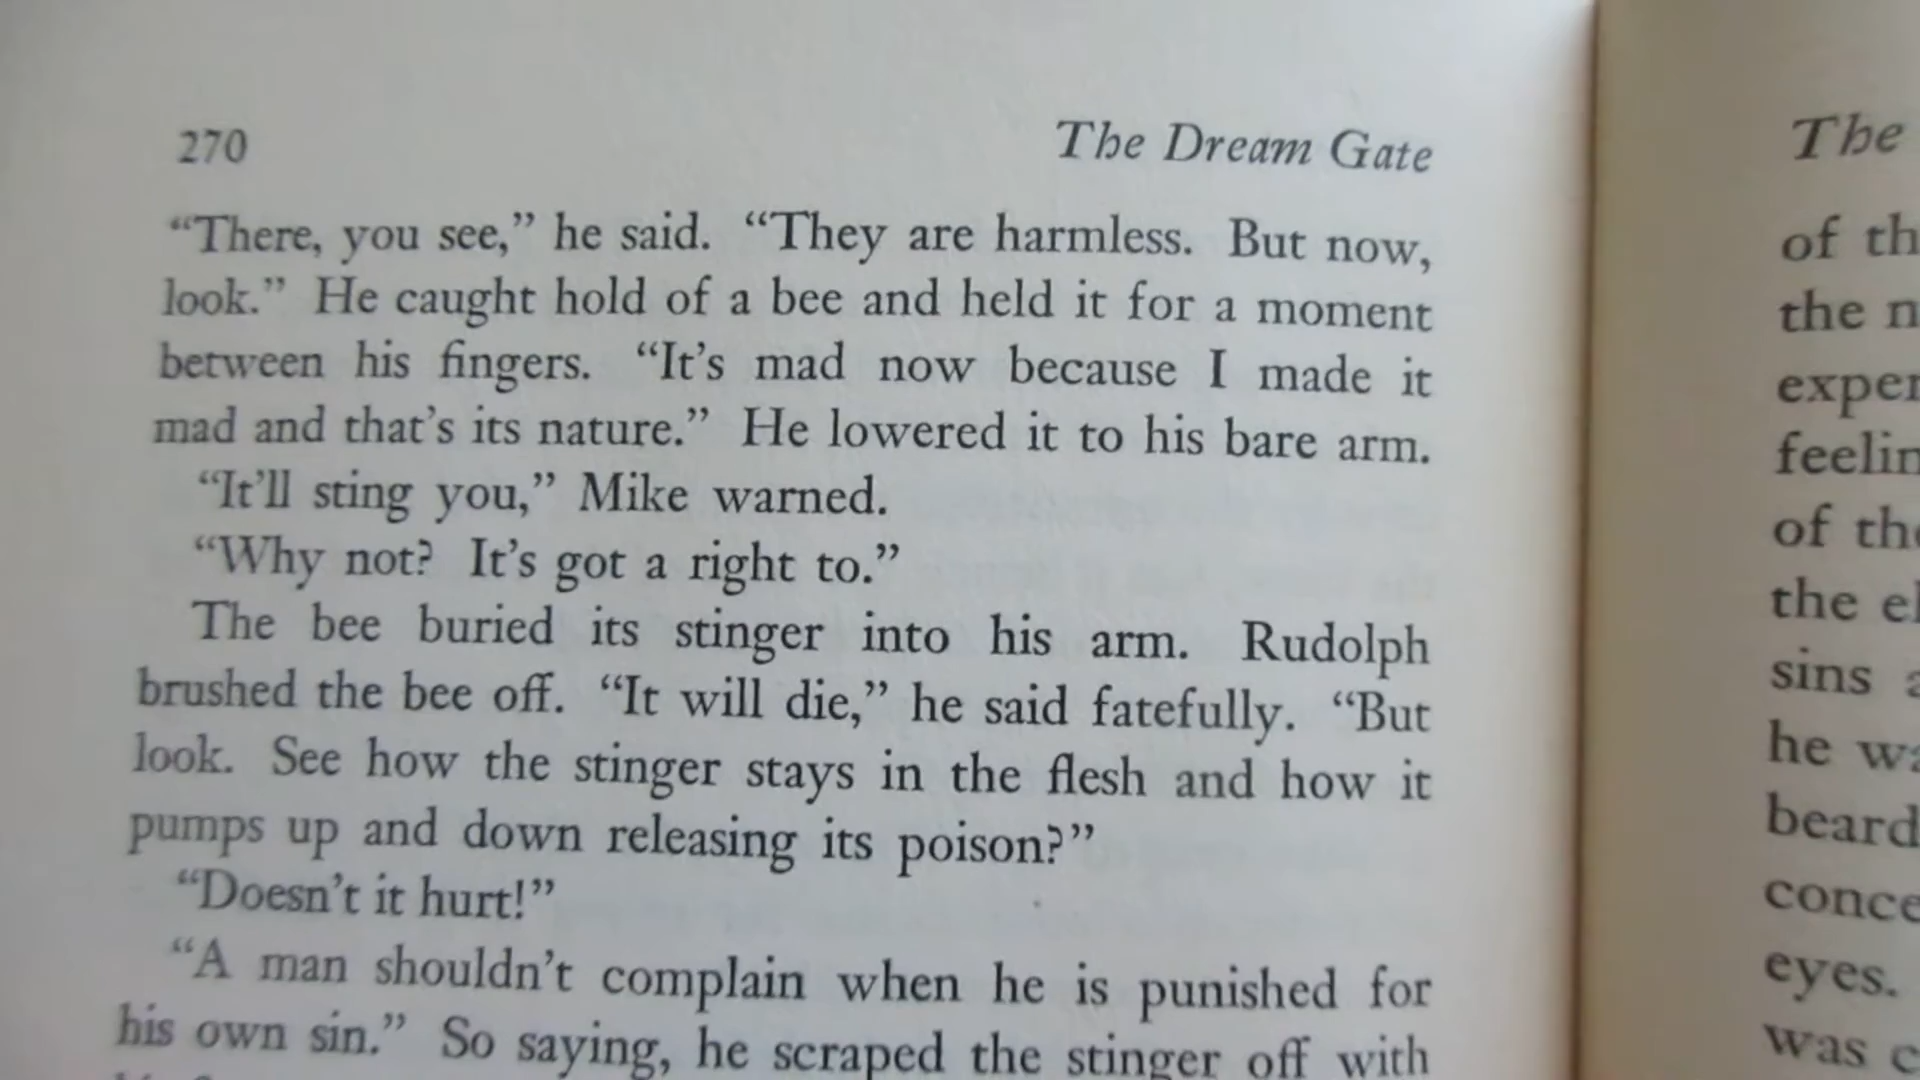 270 The Dream Gate
“There, you see,” he said. “They are harmless. But now,
look.” He caught hold of a bee and held it for a moment
between his fingers. “It’s mad now because I made it
mad and that’s its nature.” He lowered it to his bare arm.
“It’ll sting you,” Mike warned.
“Why not? It’s got a right to.”
The bee buried its stinger into his arm. Rudolph
brushed the bee off. “It will die,” he said fatefully. “But
look. See how the stinger stays in the flesh and how it
pumps up and down releasing its poison?”
“Doesn’t it hurt!”
“A man shouldn’t complain when he is punished for
his own sin.” So saying, he scraped the stinger off with
The
of
the
of
the
sins
he
beard
eyes.
was